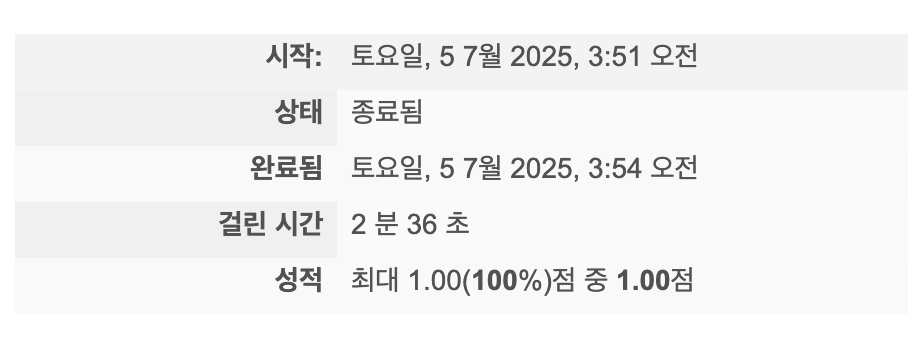 시작: 토요일, 5 7월 2025, 3:51 오전
상태 종료됨
완료됨 토요일, 5 7월 2025, 3:54 오전
걸린 시간 2 분 36 초
성적 최대 1.00(100%)점 중 1.00점